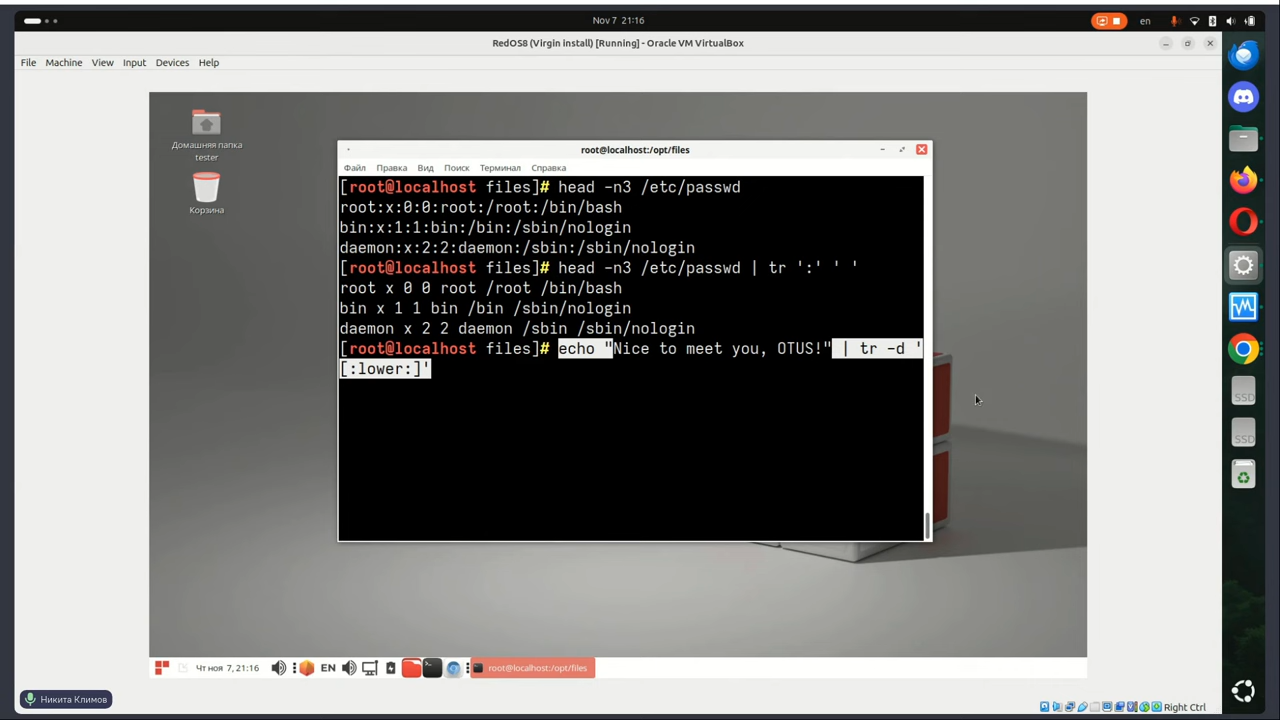 Nov 7 21:16
en
RedOS8 (Virgin install) [Running] - Oracle VM VirtualBox
File Machine View Input Devices Help
Домашняя папка
tester
Корзина
root@localhost:/opt/files
Файл Правка Вид Поиск Терминал Справка
[root@localhost files]# head -n3 /etc/passwd
root:x:0:0:root:/root:/bin/bash
bin:x:1:1:bin:/bin:/sbin/nologin
daemon:x:2:2:daemon:/sbin:/sbin/nologin
[root@localhost files]# head -n3 /etc/passwd | tr ':' ' '
root x 0 0 root /root /bin/bash
bin x 1 1 bin /bin /sbin/nologin
daemon x 2 2 daemon /sbin /sbin/nologin
[root@localhost files]# echo "Nice to meet you, OTUS!" | tr -d '
[:lower:]'
SSD
SSD
Чт ноя 7, 21:16
EN
root@localhost:/opt/files
Никита Климов
Right Ctrl